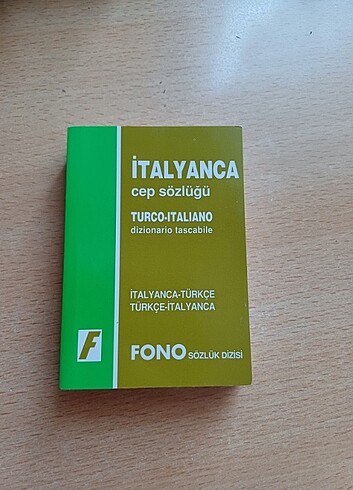 İTALYANCA
cep sözlüğü
TURCO-ITALIANO
dizionario tascabile
İTALYANCA-TÜRKÇE
TÜRKÇE-İTALYANCA
F
FONO SÖZLÜK DİZİSİ